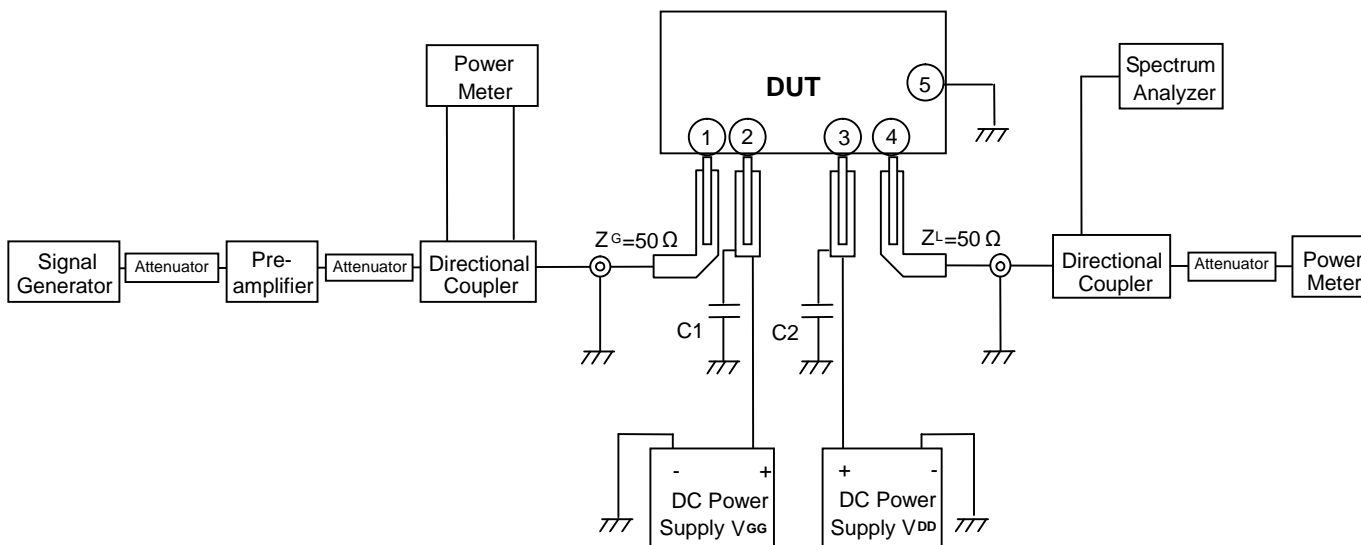 Power
Meter
DUT
5
Spectrum
Analyzer
1
2
3
4
ZG=50 Ω
ZL=50 Ω
Signal
Generator
Attenuator
Pre-
amplifier
Attenuator
Directional
Coupler
Directional
Coupler
Attenuator
Power
Meter
C1
C2
- +
DC Power
Supply VGG
+ -
DC Power
Supply VDD